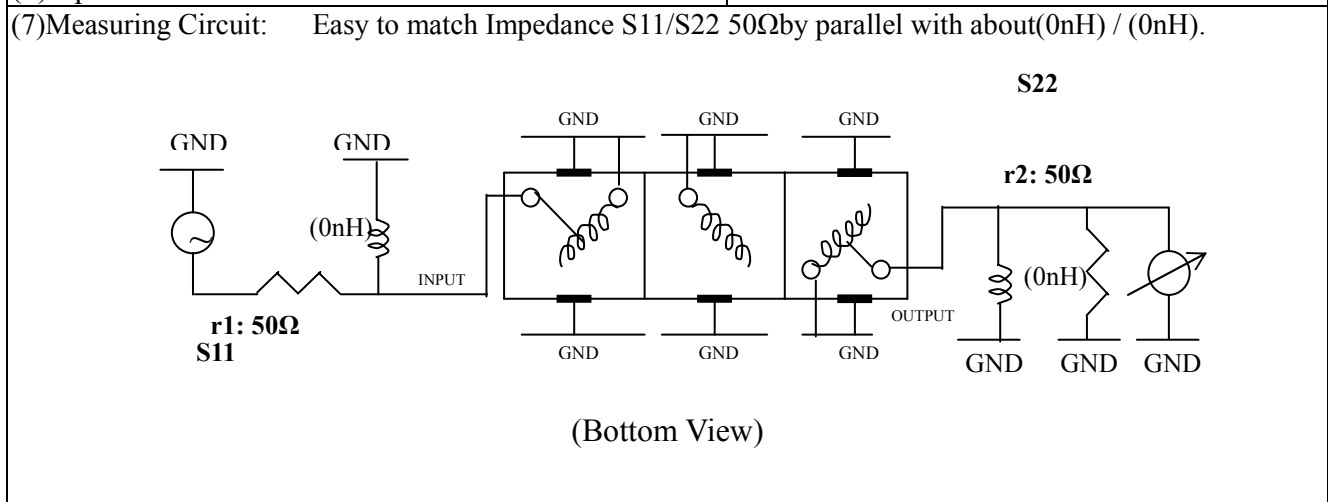 (7)Measuring Circuit: Easy to match Impedance S11/S22 50Ωby parallel with about(0nH) / (0nH).
S22
GND GND GND GND GND
r2: 50Ω
(0nH) (0nH)
INPUT
OUTPUT
r1: 50Ω
S11
GND GND GND GND GND GND
(Bottom View)